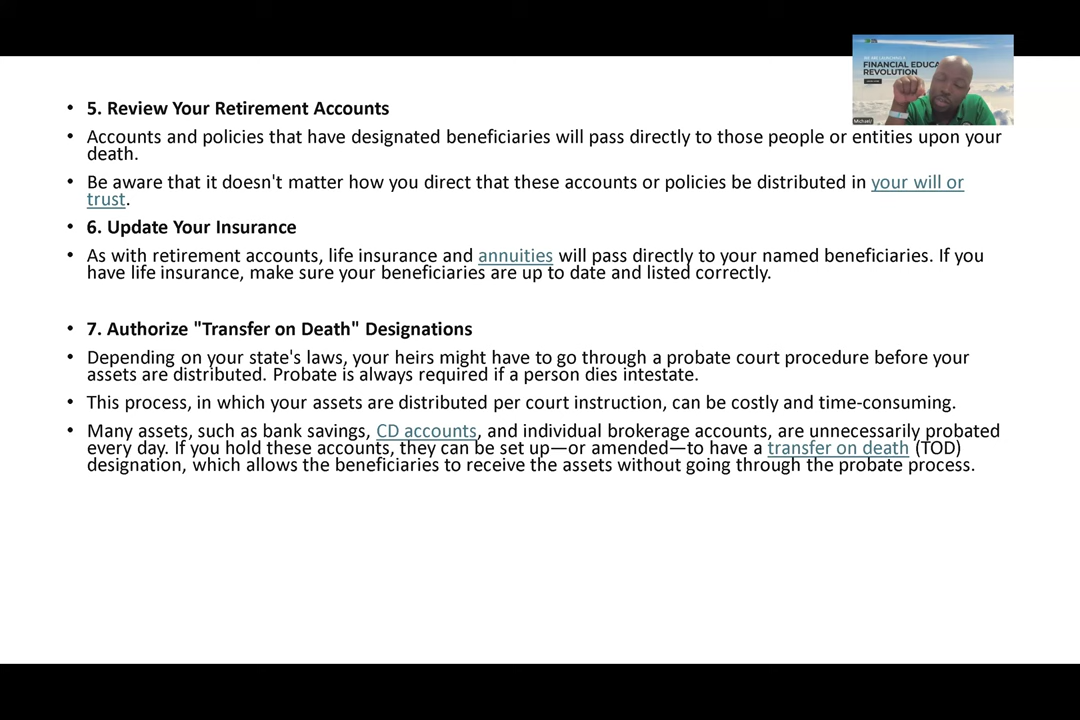 FINANCIAL EDUCA
REVOLUTION
Michael
• 5. Review Your Retirement Accounts
• Accounts and policies that have designated beneficiaries will pass directly to those people or entities upon your
death.
• Be aware that it doesn't matter how you direct that these accounts or policies be distributed in your will or
trust.
• 6. Update Your Insurance
• As with retirement accounts, life insurance and annuities will pass directly to your named beneficiaries. If you
have life insurance, make sure your beneficiaries are up to date and listed correctly.
• 7. Authorize "Transfer on Death" Designations
• Depending on your state's laws, your heirs might have to go through a probate court procedure before your
assets are distributed. Probate is always required if a person dies intestate.
• This process, in which your assets are distributed per court instruction, can be costly and time-consuming.
• Many assets, such as bank savings, CD accounts, and individual brokerage accounts, are unnecessarily probated
every day. If you hold these accounts, they can be set up—or amended—to have a transfer on death (TOD)
designation, which allows the beneficiaries to receive the assets without going through the probate process.